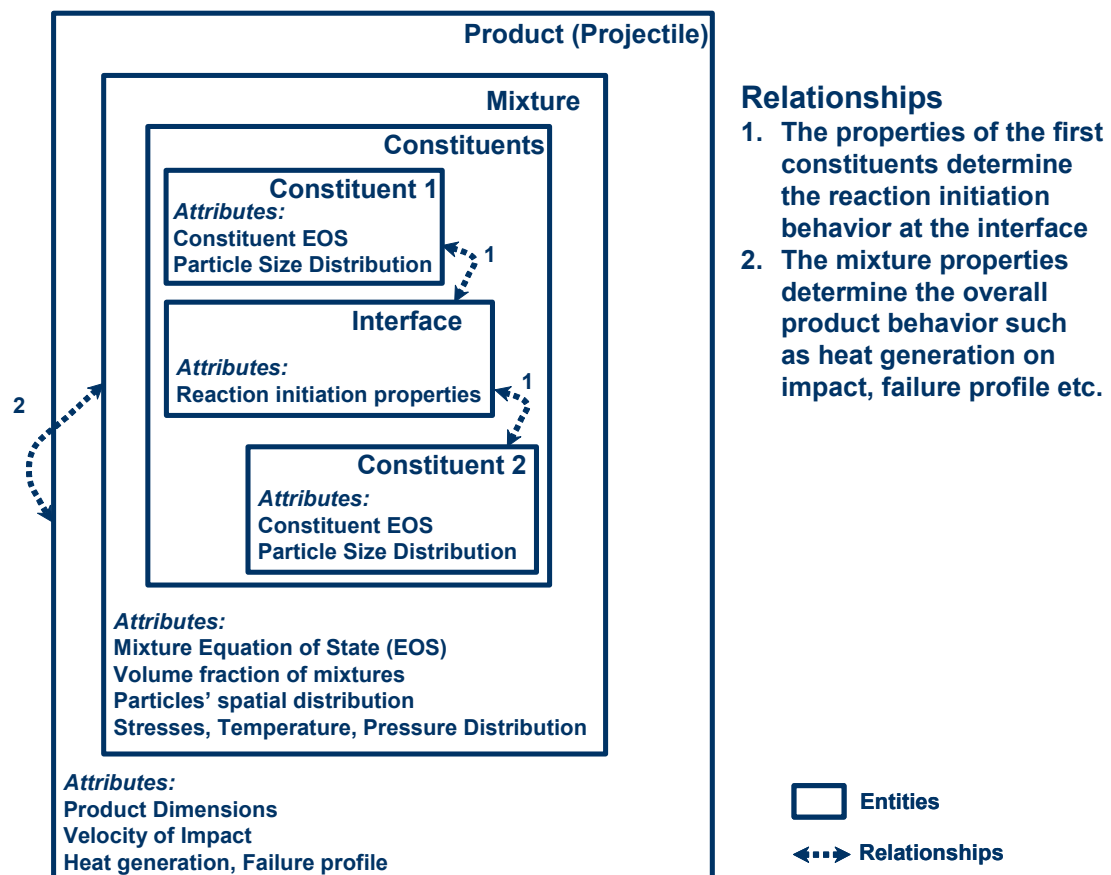 Product (Projectile)
Mixture
Constituents
Constituent 1
Attributes:
Constituent EOS
Particle Size Distribution
1
Interface
Attributes:
Reaction initiation properties
1
Constituent 2
Attributes:
Constituent EOS
Particle Size Distribution
2
Attributes:
Mixture Equation of State (EOS)
Volume fraction of mixtures
Particles’ spatial distribution
Stresses, Temperature, Pressure Distribution
Attributes:
Product Dimensions
Velocity of Impact
Heat generation, Failure profile
Relationships
1. The properties of the first
constituents determine
the reaction initiation
behavior at the interface
2. The mixture properties
determine the overall
product behavior such
as heat generation on
impact, failure profile etc.
Entities
Relationships